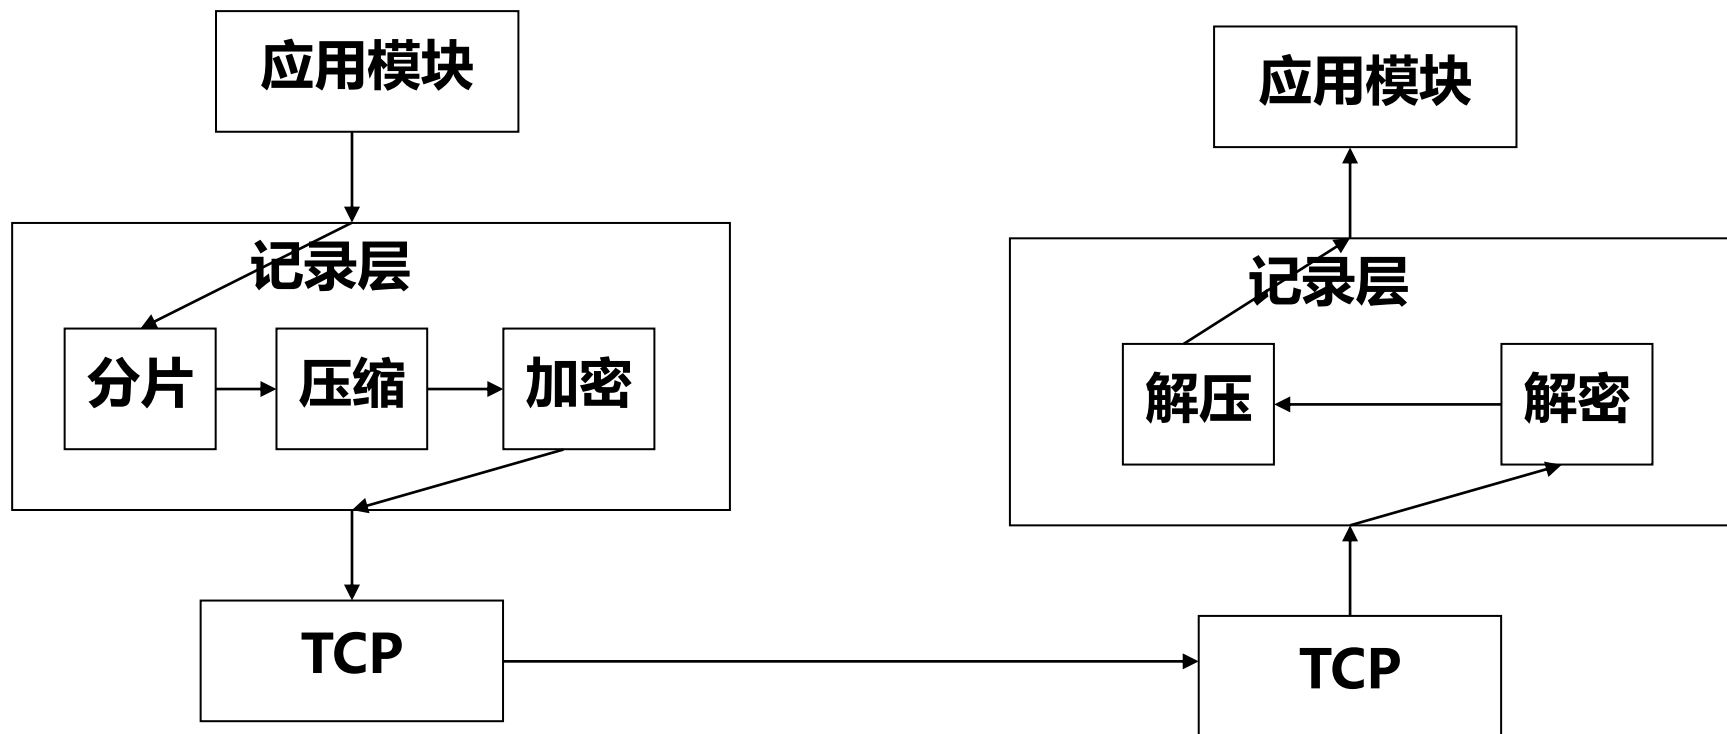 应用模块
记录层
分片
压缩
加密
TCP
应用模块
记录层
解压
解密
TCP